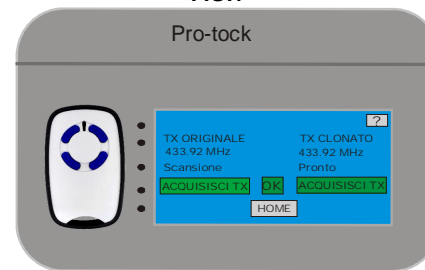 Pro-tock
?
TX ORIGINALE
433.92 MHz
Scansione
ACQUISISCI TX
OK
TX CLONATO
433.92 MHz
Pronto
ACQUISISCI TX
HOME